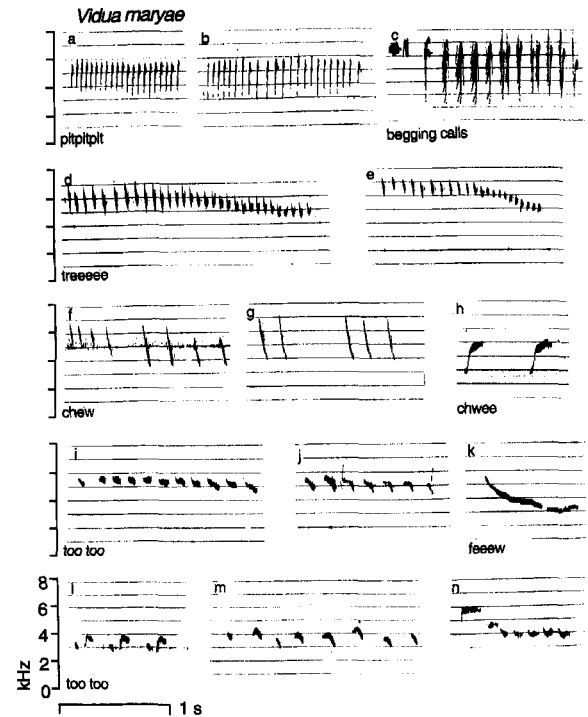 Vidua maryae
a b c
pitpitpit begging calls
d e
treeeee
f g h
chew chwee
i j k
too too feeew
l m n
8
6
4
2
0
kHz
too too
1 s